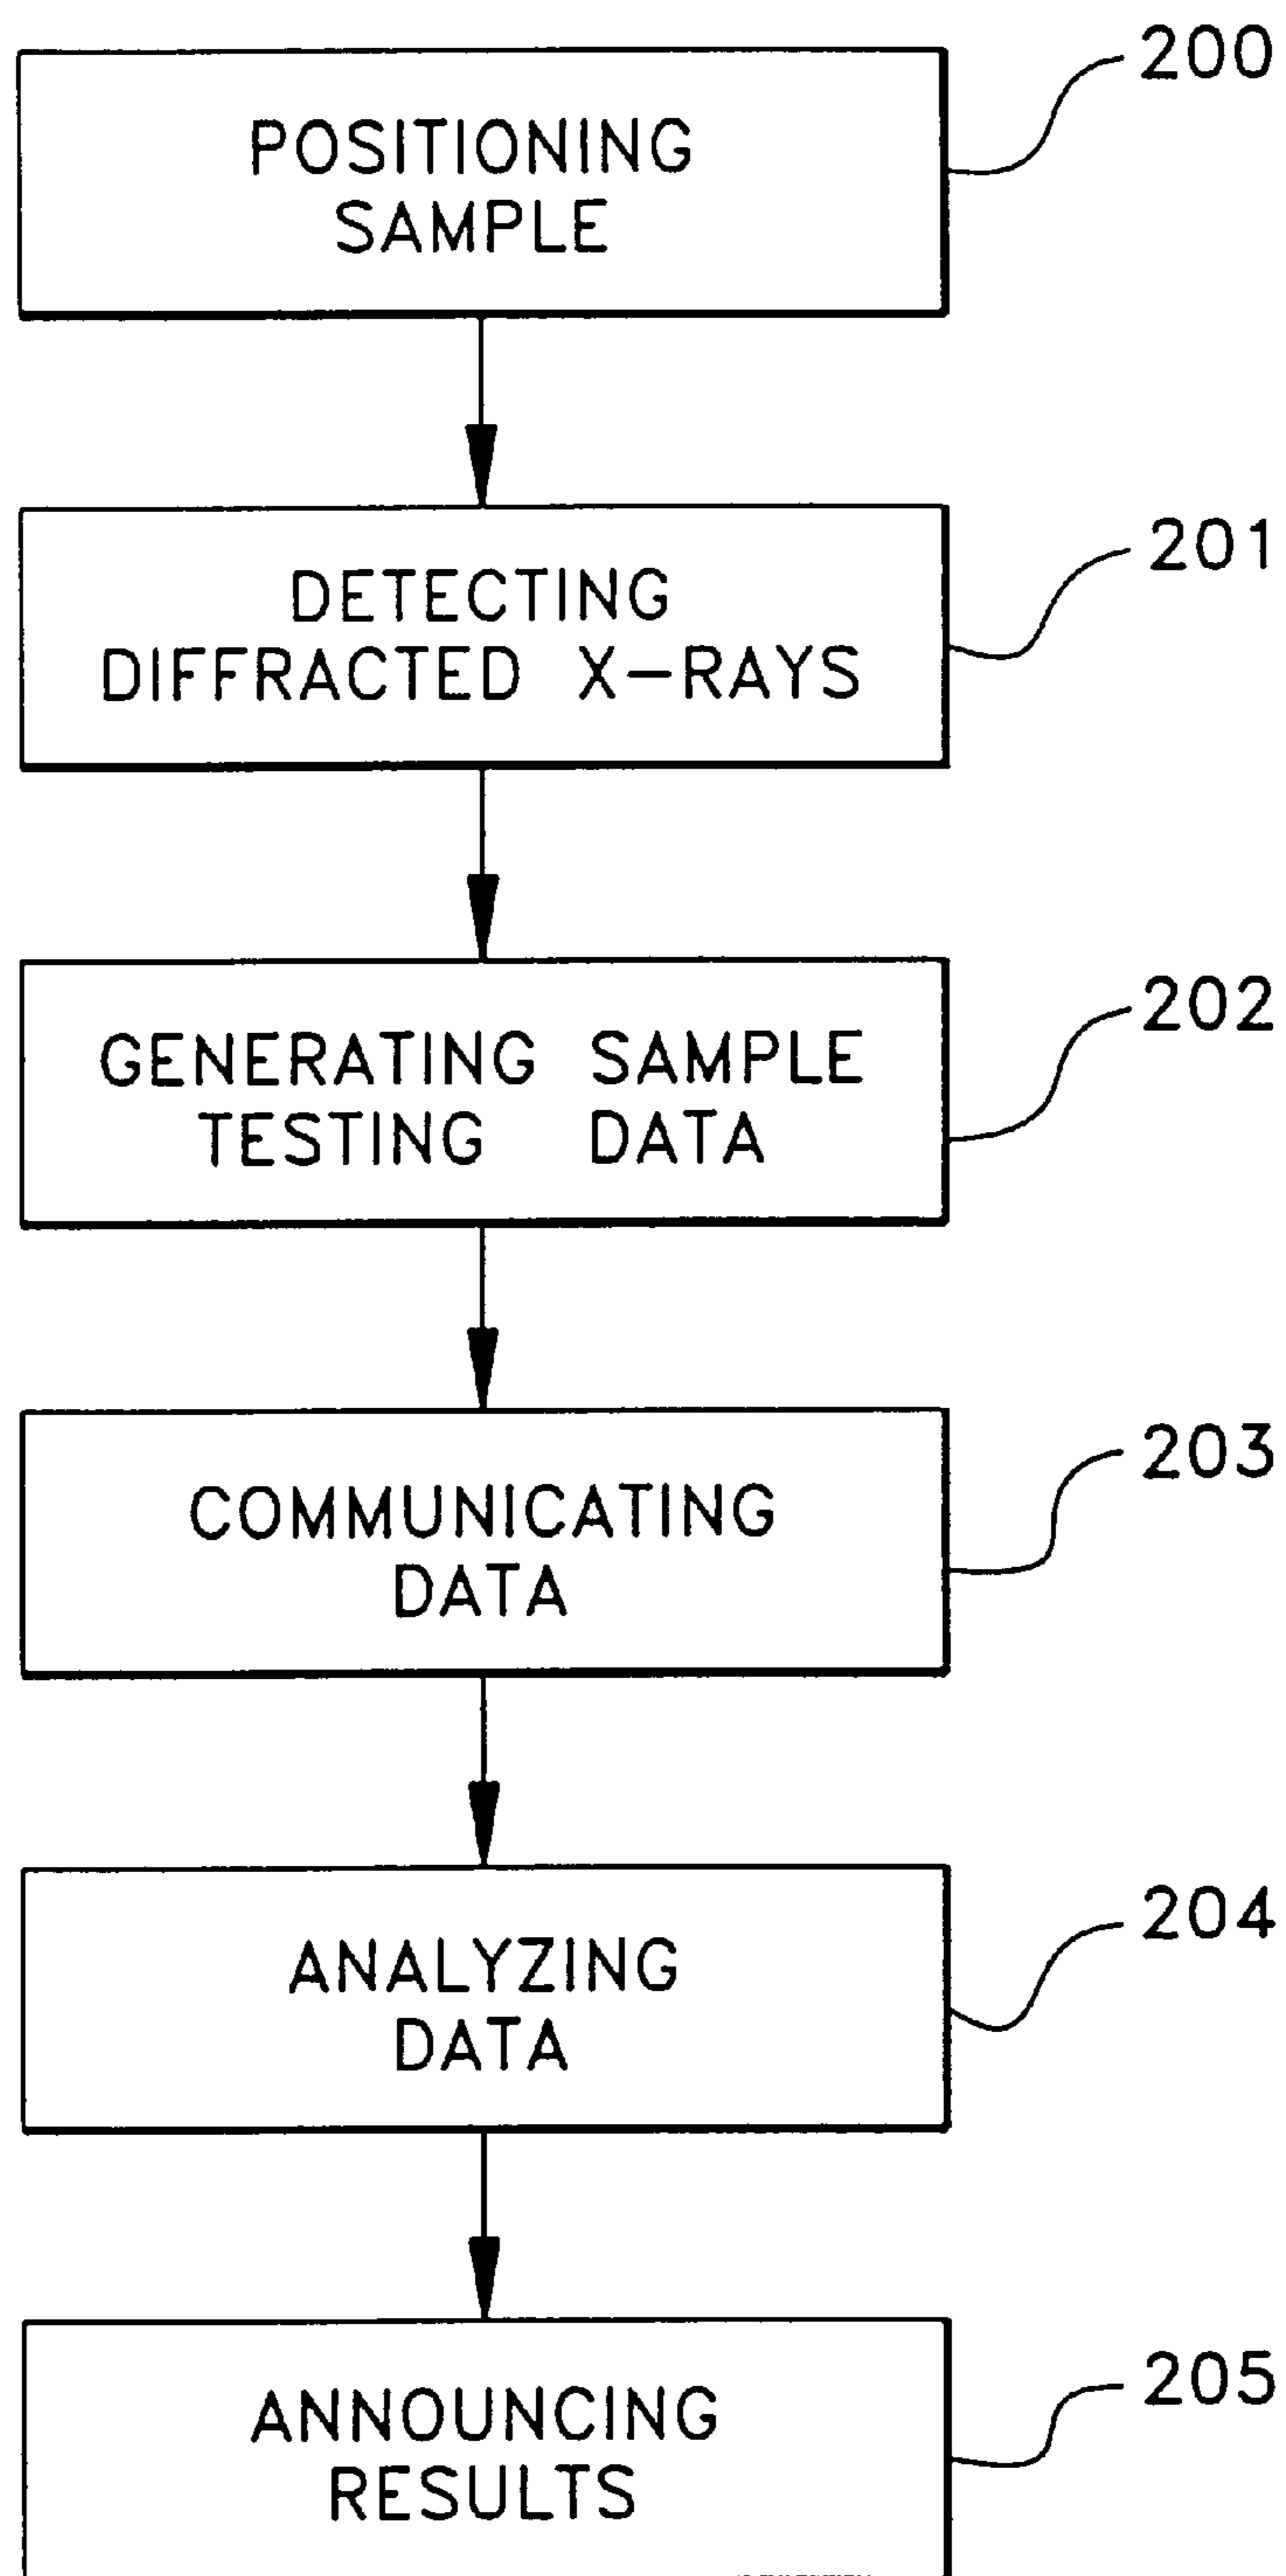 POSITIONING
SAMPLE
200
DETECTING
DIFFRACTED X-RAYS
201
GENERATING SAMPLE
TESTING DATA
202
COMMUNICATING
DATA
203
ANALYZING
DATA
204
ANNOUNCING
RESULTS
205